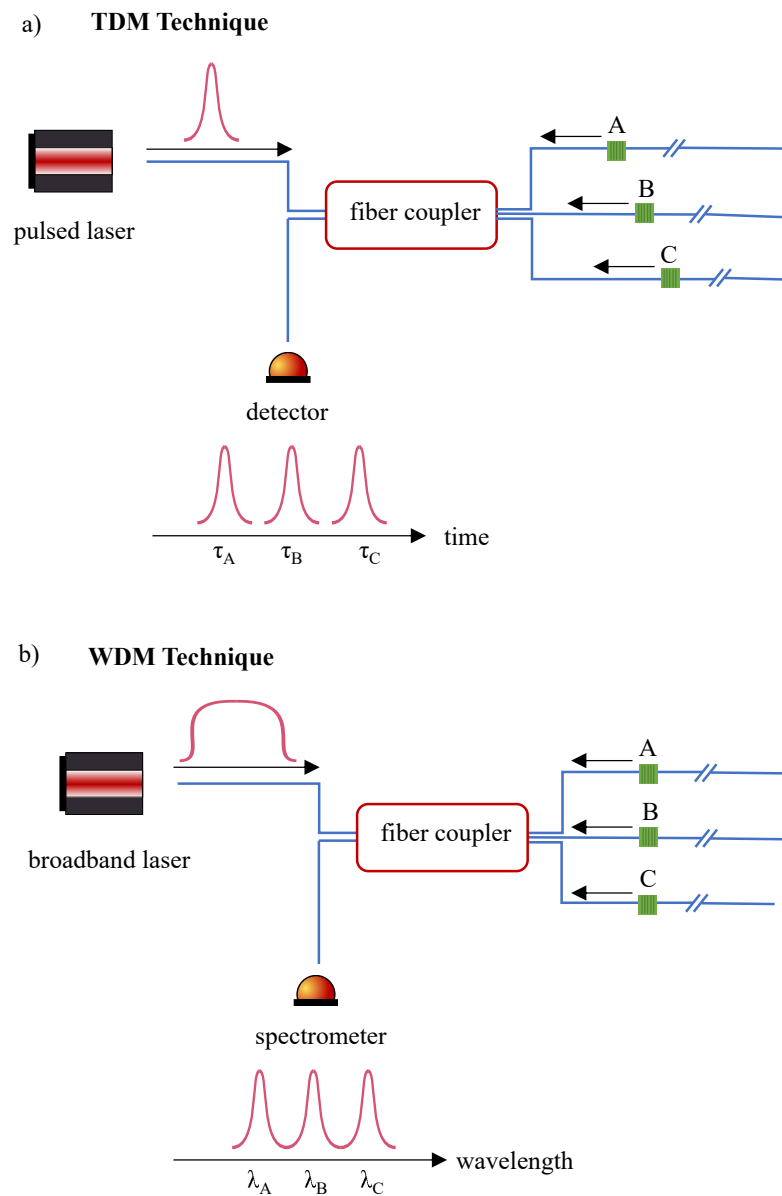 a) TDM Technique
A
B
C
fiber coupler
pulsed laser
detector
time
τA τB τC
b) WDM Technique
A
B
C
fiber coupler
broadband laser
spectrometer
wavelength
λA λB λC